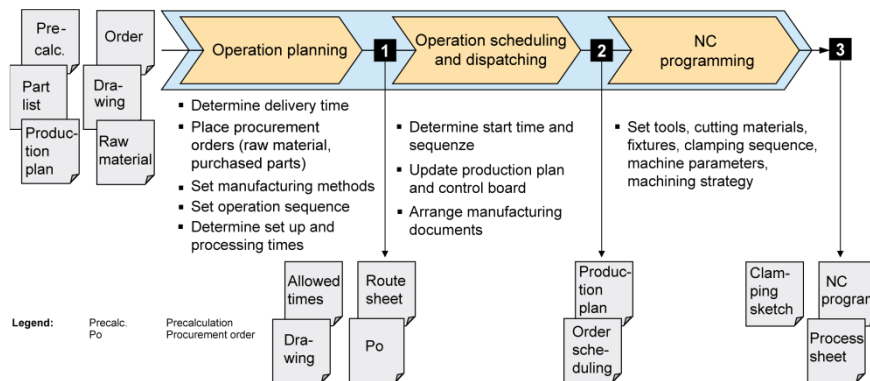 Pre-
calc.
Order
Part
list
Dra-
wing
Produc-
tion
plan
Raw
material
Operation planning
1
Operation scheduling
and dispatching
2
NC
programming
3
▪ Determine delivery time
▪ Place procurement
orders (raw material,
purchased parts)
▪ Set manufacturing methods
▪ Set operation sequence
▪ Determine set up and
processing times
▪ Determine start time and
sequenze
▪ Update production plan
and control board
▪ Arrange manufacturing
documents
▪ Set tools, cutting materials,
fixtures, clamping sequence,
machine parameters,
machining strategy
Allowed
times
Route
sheet
Dra-
wing
Po
Produc-
tion
plan
Order
sche-
duling
Clam-
ping
sketch
NC
program
Process
sheet
Legend: Precalc. Precalculation
Po Procurement order